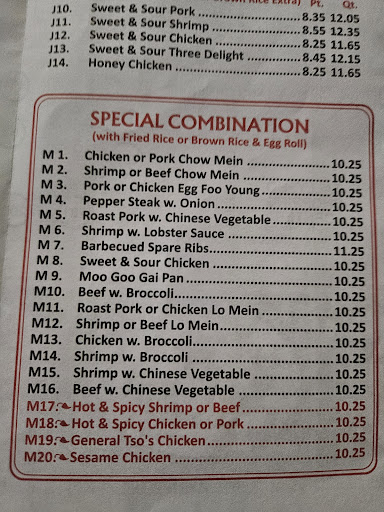 Rice Extra) Pt. Qt.
J10. Sweet & Sour Pork 8.35 12.05
J11. Sweet & Sour Shrimp 8.55 12.35
J12. Sweet & Sour Chicken 8.25 11.65
J13. Sweet & Sour Three Delight 8.45 12.15
J14. Honey Chicken 8.25 11.65
SPECIAL COMBINATION
(with Fried Rice or Brown Rice & Egg Roll)
M 1. Chicken or Pork Chow Mein 10.25
M 2. Shrimp or Beef Chow Mein 10.25
M 3. Pork or Chicken Egg Foo Young 10.25
M 4. Pepper Steak w. Onion 10.25
M 5. Roast Pork w. Chinese Vegetable 10.25
M 6. Shrimp w. Lobster Sauce 10.25
M 7. Barbecued Spare Ribs 11.25
M 8. Sweet & Sour Chicken 10.25
M 9. Moo Goo Gai Pan 10.25
M10. Beef w. Broccoli 10.25
M11. Roast Pork or Chicken Lo Mein 10.25
M12. Shrimp or Beef Lo Mein 10.25
M13. Chicken w. Broccoli 10.25
M14. Shrimp w. Broccoli 10.25
M15. Shrimp w. Chinese Vegetable 10.25
M16. Beef w. Chinese Vegetable 10.25
M17. Hot & Spicy Shrimp or Beef 10.25
M18. Hot & Spicy Chicken or Pork 10.25
M19. General Tso's Chicken 10.25
M20. Sesame Chicken 10.25